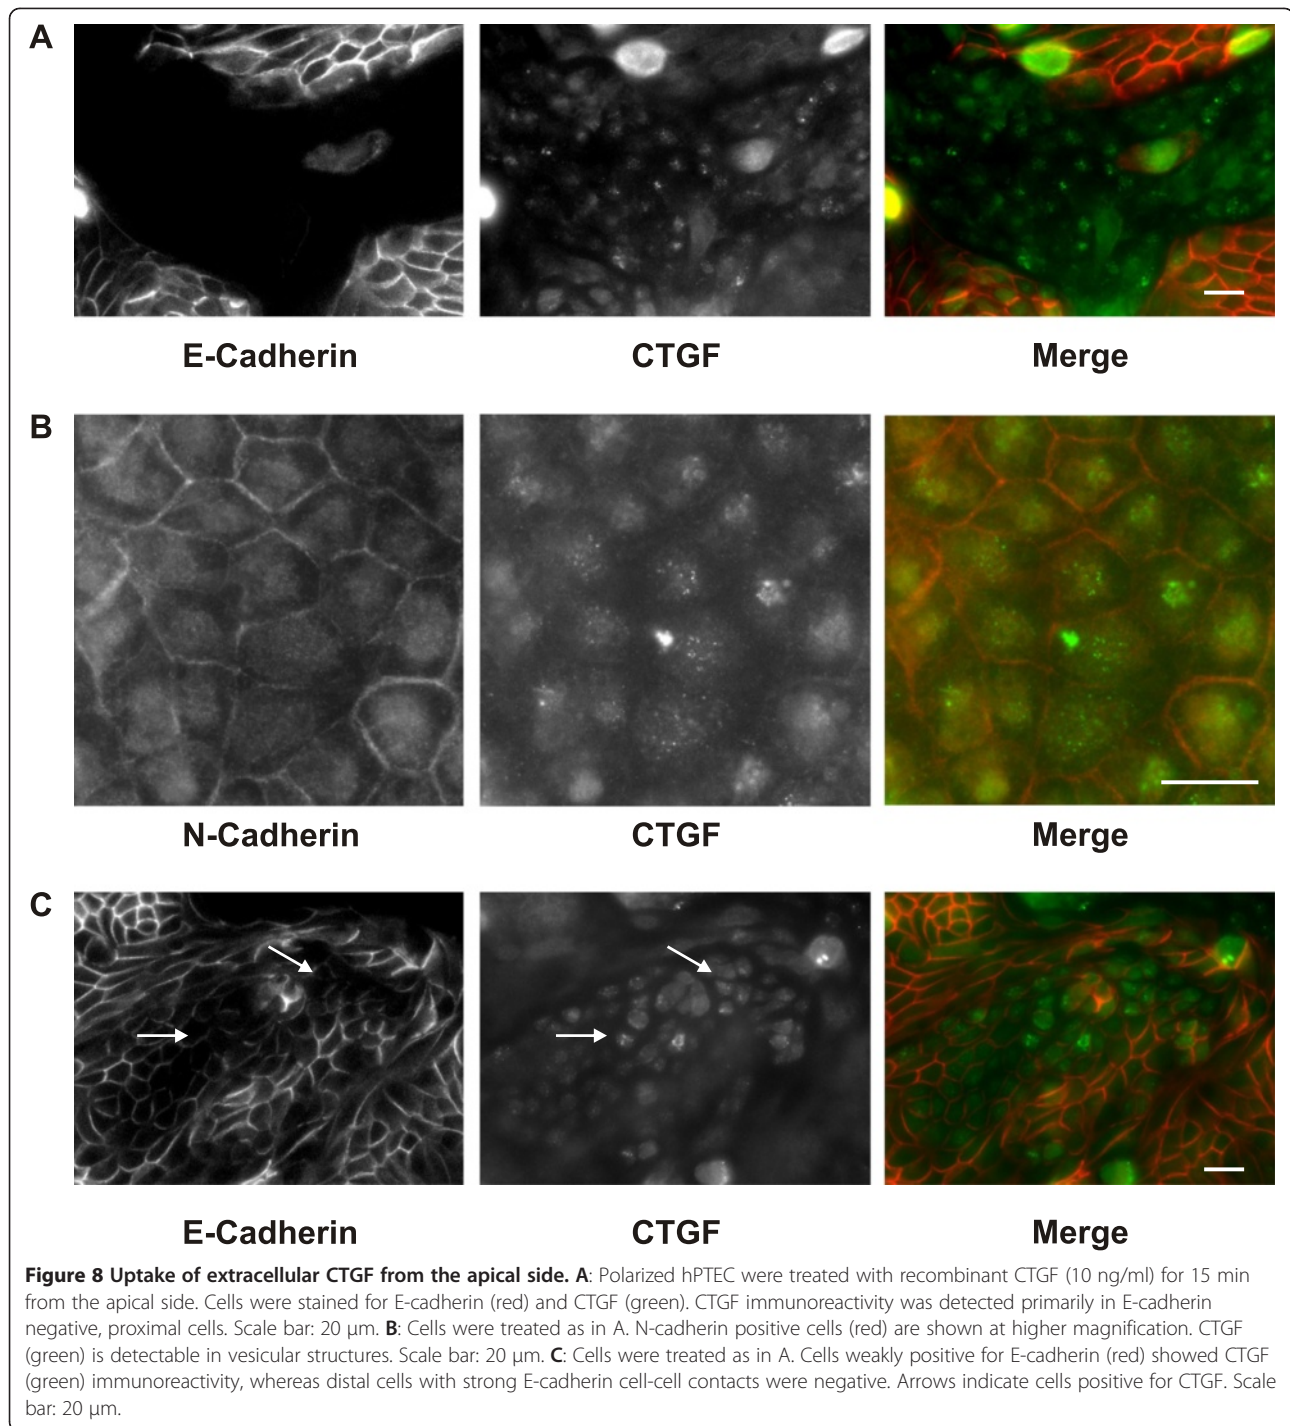 A
E-Cadherin CTGF Merge
B
N-Cadherin CTGF Merge
C
E-Cadherin CTGF Merge
Figure 8 Uptake of extracellular CTGF from the apical side. A: Polarized hPTEC were treated with recombinant CTGF (10 ng/ml) for 15 min
from the apical side. Cells were stained for E-cadherin (red) and CTGF (green). CTGF immunoreactivity was detected primarily in E-cadherin
negative, proximal cells. Scale bar: 20 μm. B: Cells were treated as in A. N-cadherin positive cells (red) are shown at higher magnification. CTGF
(green) is detectable in vesicular structures. Scale bar: 20 μm. C: Cells were treated as in A. Cells weakly positive for E-cadherin (red) showed CTGF
(green) immunoreactivity, whereas distal cells with strong E-cadherin cell-cell contacts were negative. Arrows indicate cells positive for CTGF. Scale
bar: 20 μm.